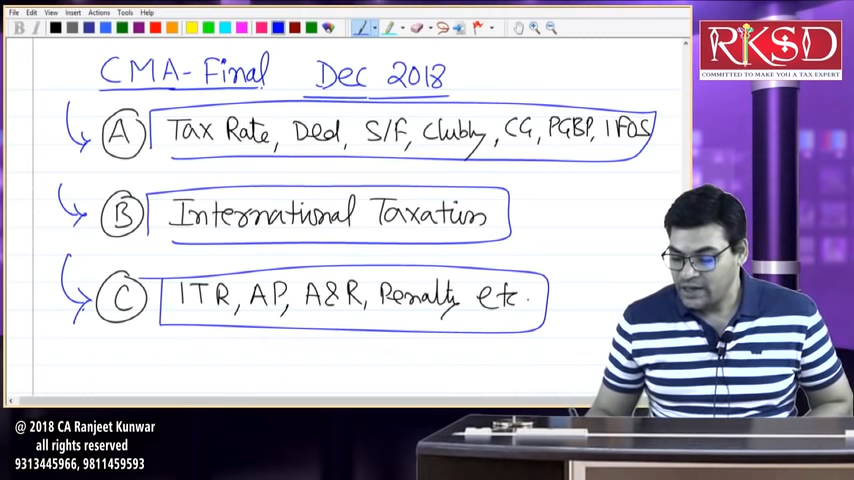 File Edit View Insert Actions Tools Help
CMA-Final Dec 2018
A Tax Rate, Ded, S/F, Clubbg, CG, PGBP, IFOS
B International Taxation
C ITR, AP, A&R, Penalty etc.
RKSD
COMMITTED TO MAKE YOU A TAX EXPERT
@ 2018 CA Ranjeet Kunwar
all rights reserved
9313445966, 9811459593